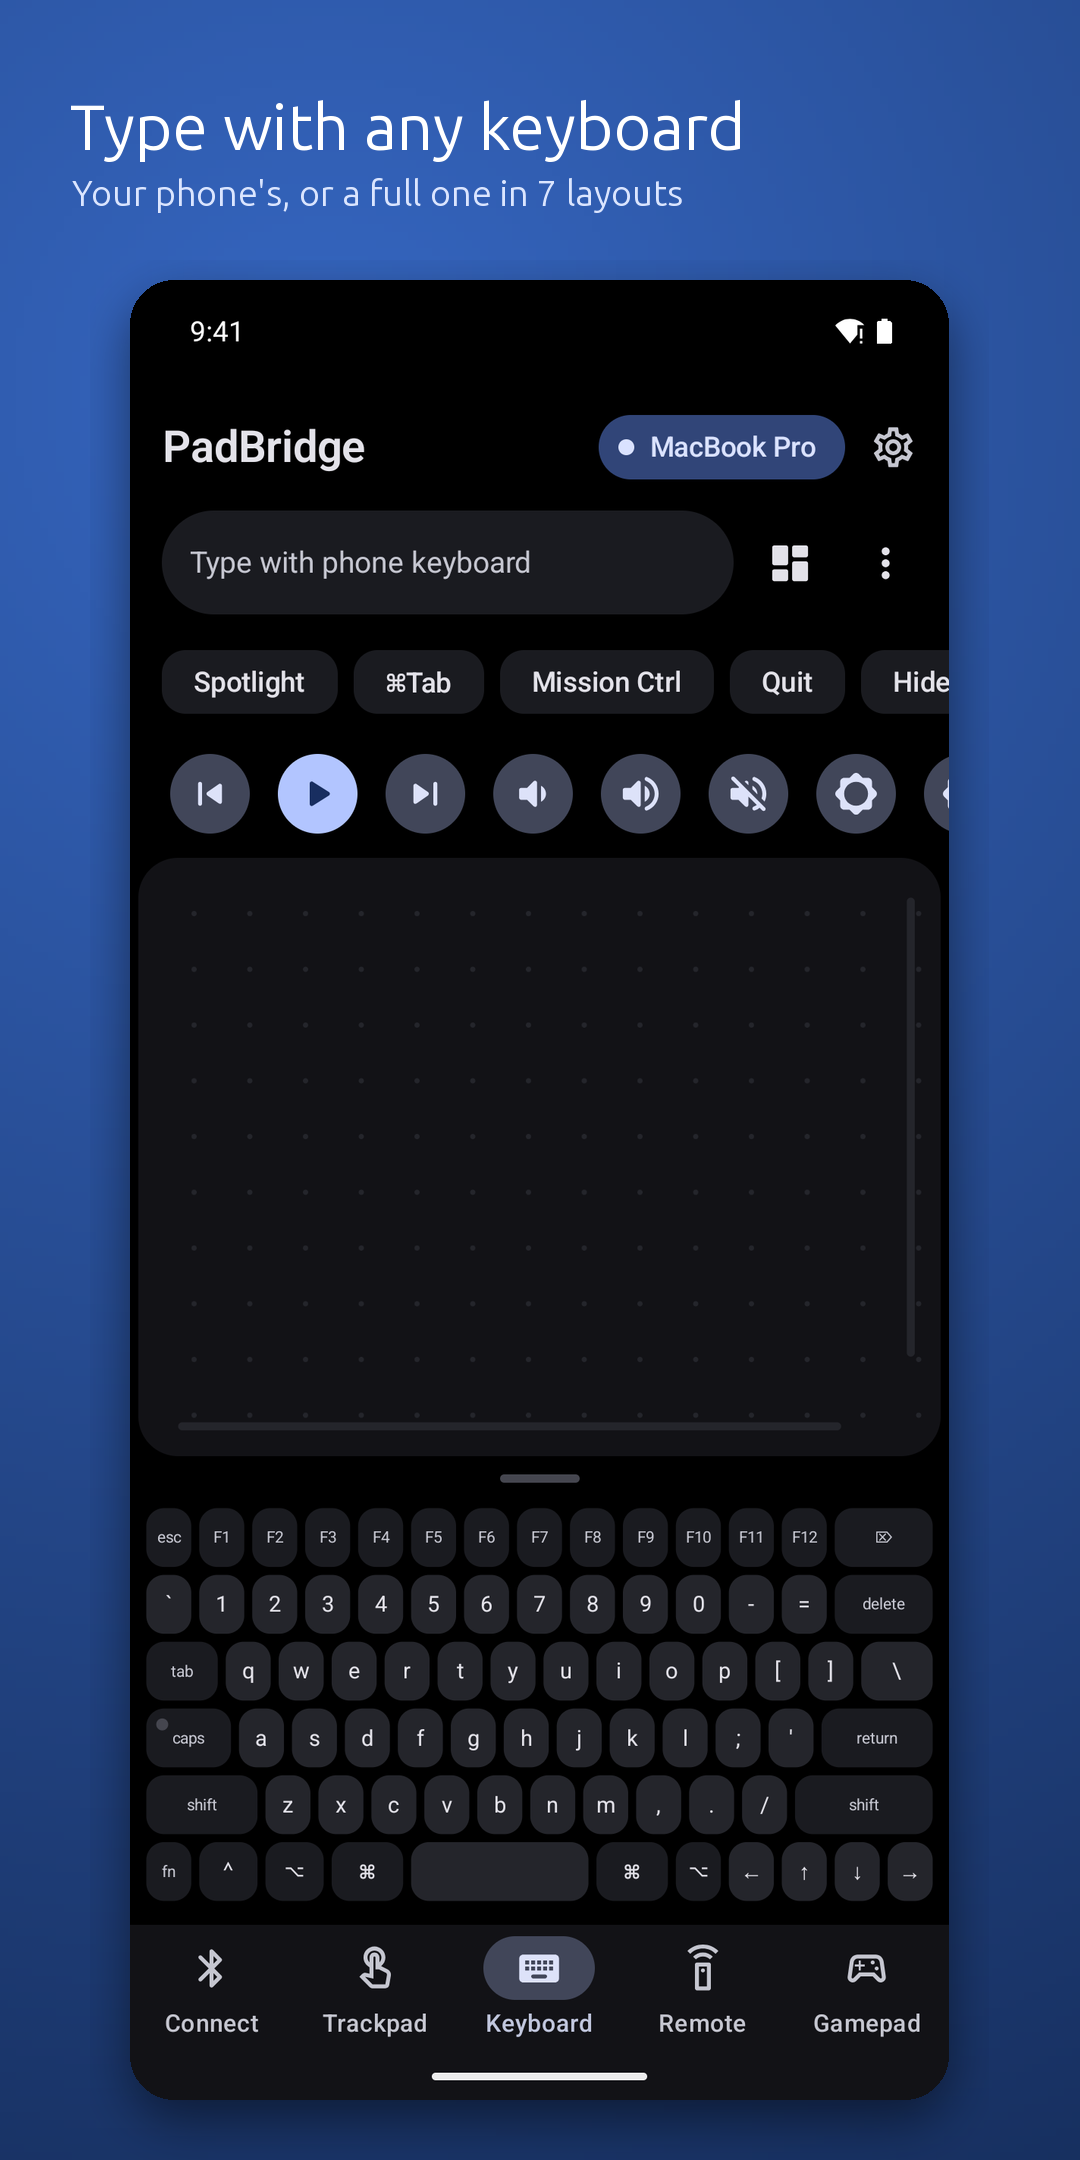 Type with any keyboard
Your phone's, or a full one in 7 layouts
9:41
PadBridge
MacBook Pro
Type with phone keyboard
Spotlight ⌘Tab Mission Ctrl Quit Hide
esc F1 F2 F3 F4 F5 F6 F7 F8 F9 F10 F11 F12 ⌦
` 1 2 3 4 5 6 7 8 9 0 - = delete
tab q w e r t y u i o p [ ] \
caps a s d f g h j k l ; ' return
shift z x c v b n m , . / shift
fn ^ ⌥ ⌘ ⌘ ⌥ ← ↑ ↓ →
Connect Trackpad Keyboard Remote Gamepad